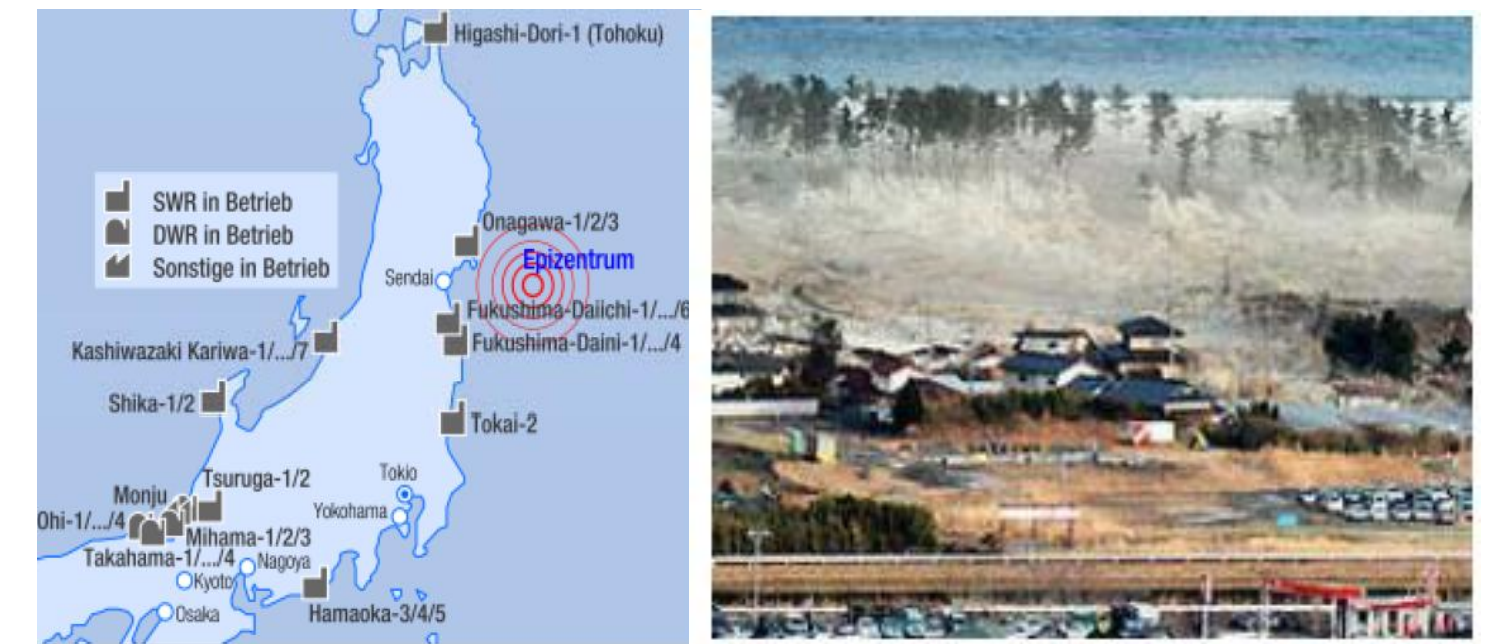 Higashi-Dori-1 (Tohoku)
SWR in Betrieb
DWR in Betrieb
Sonstige in Betrieb
Onagawa-1/2/3
Epizentrum
Sendai
Fukushima-Daiichi-1/.../6
Fukushima-Daini-1/.../4
Kashiwazaki Kariwa-1/.../7
Shika-1/2
Tokai-2
Tsuruga-1/2
Tokio
Monju
Yokohama
Ohi-1/.../4
Mihama-1/2/3
Takahama-1/.../4
Nagoya
Kyoto
Osaka
Hamaoka-3/4/5